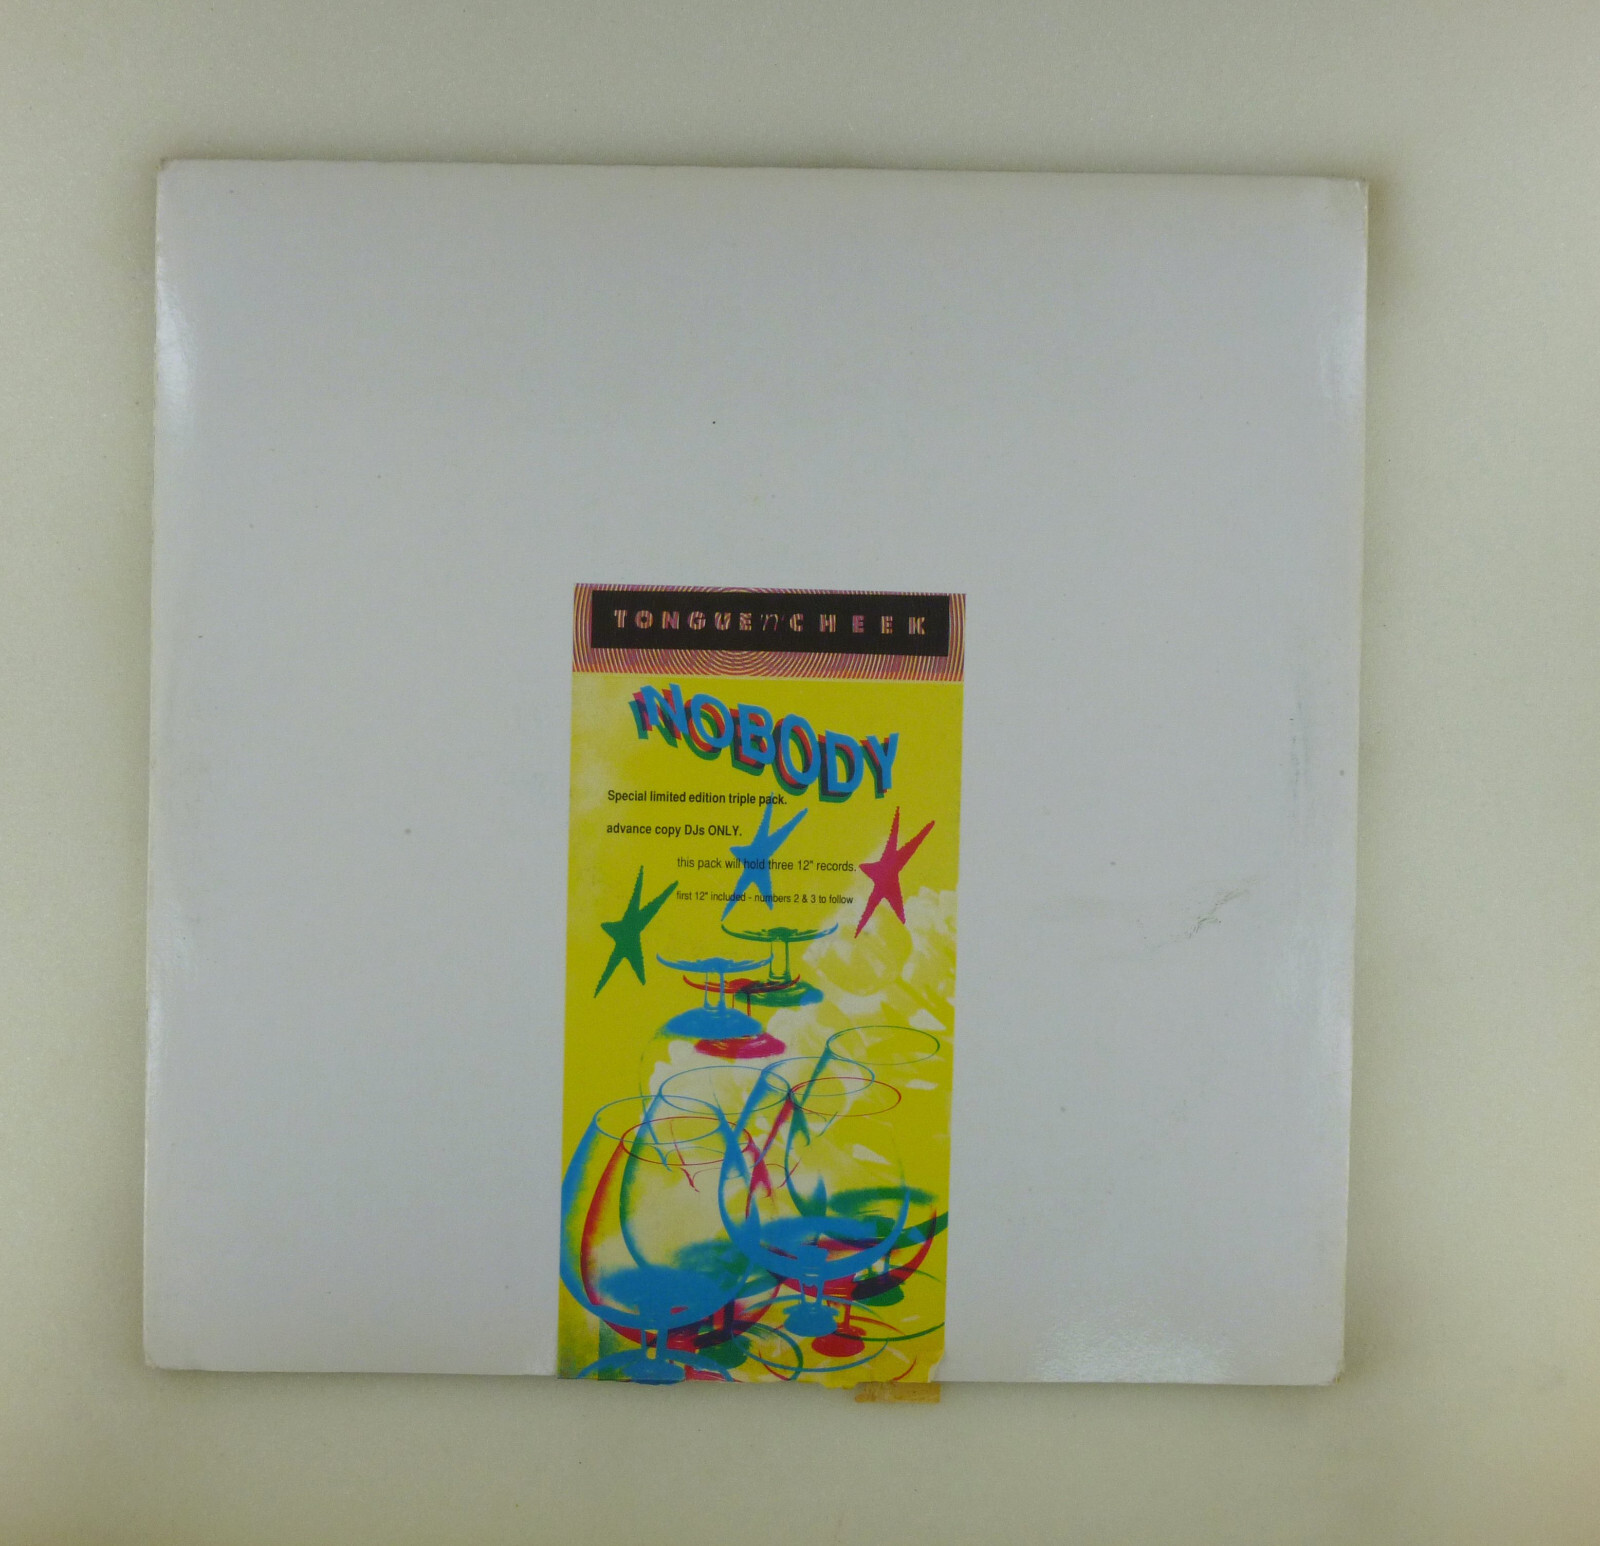 TONGUE 'n' CHEEK
NOBODY
Special limited edition triple pack.
advance copy DJs ONLY.
this pack will hold three 12" records.
first 12" included - numbers 2 & 3 to follow